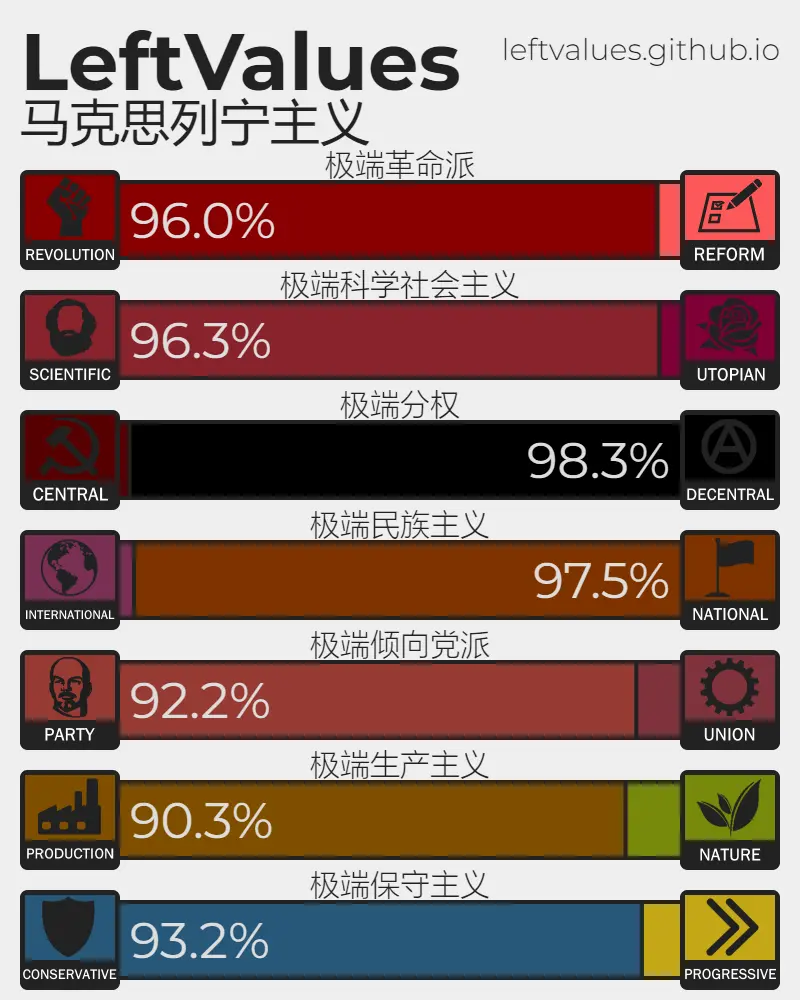 LeftValues
leftvalues.github.io
马克思列宁主义
极端革命派
REVOLUTION
96.0%
REFORM
极端科学社会主义
SCIENTIFIC
96.3%
UTOPIAN
极端分权
CENTRAL
98.3%
DECENTRAL
极端民族主义
INTERNATIONAL
97.5%
NATIONAL
极端倾向党派
PARTY
92.2%
UNION
极端生产主义
PRODUCTION
90.3%
NATURE
极端保守主义
CONSERVATIVE
93.2%
PROGRESSIVE